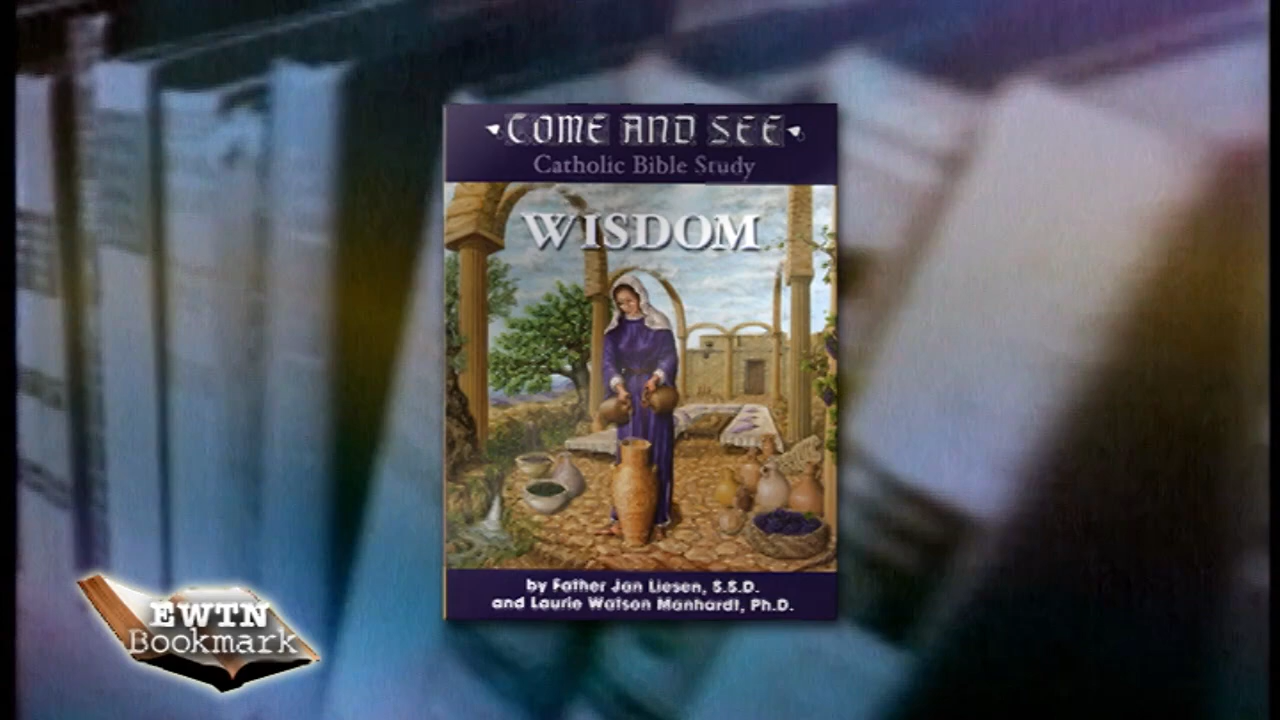 COME AND SEE
Catholic Bible Study
WISDOM
by Father Jan Liesen, S.S.D.
and Laurie Watson Manhardt, Ph.D.
EWTN
Bookmark